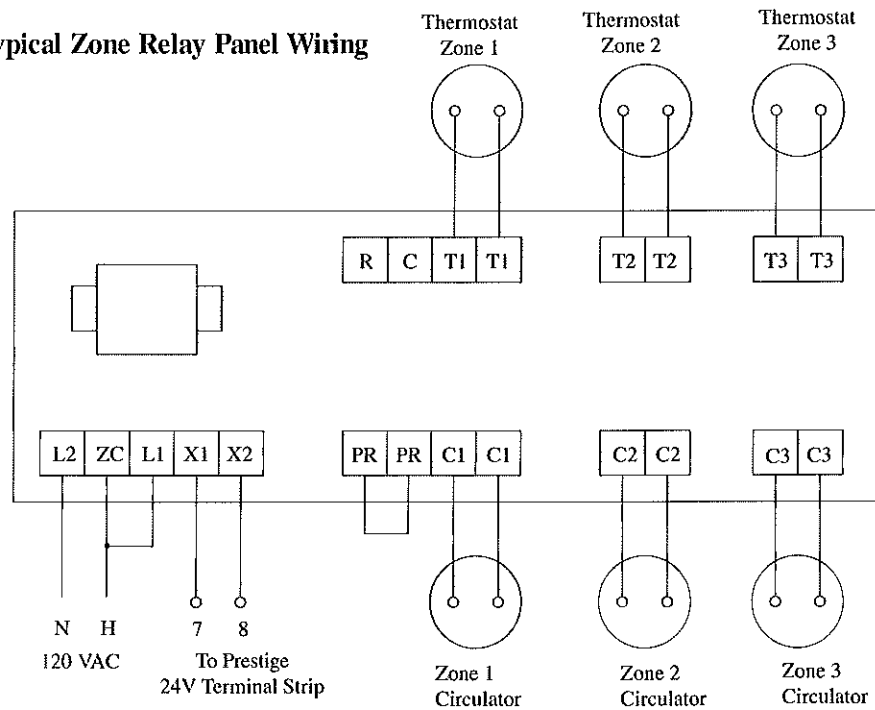 ypical Zone Relay Panel Wiring
Thermostat
Zone 1
Thermostat
Zone 2
Thermostat
Zone 3
R C T1 T1
T2 T2
T3 T3
L2 ZC L1 X1 X2
PR PR C1 C1
C2 C2
C3 C3
N H 7 8
120 VAC
To Prestige
24V Terminal Strip
Zone 1
Circulator
Zone 2
Circulator
Zone 3
Circulator